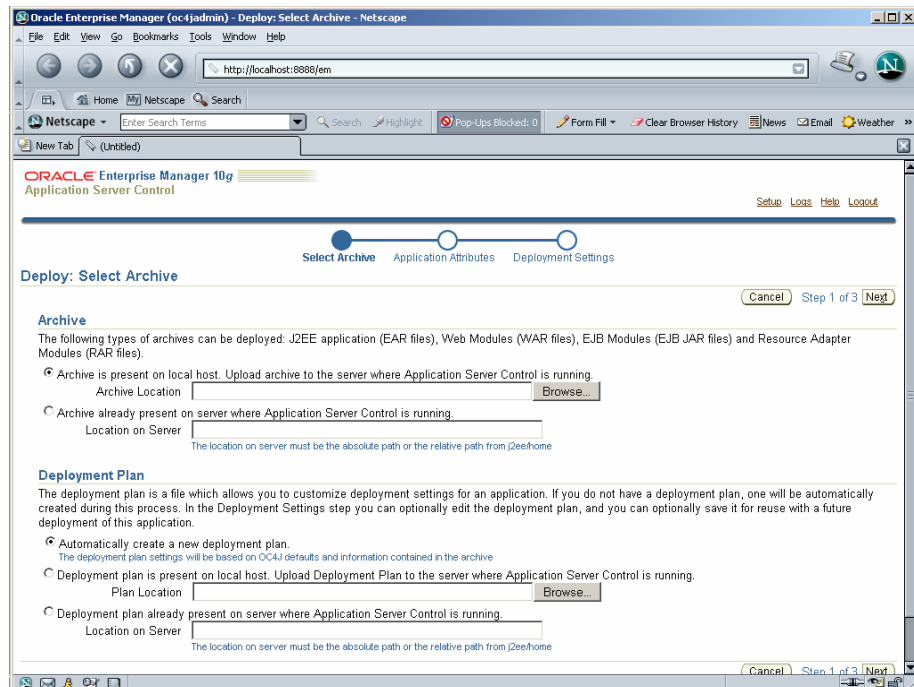 Oracle Enterprise Manager (oc4jadmin) - Deploy: Select Archive - Netscape
File Edit View Go Bookmarks Tools Window Help
http://localhost:8888/em
Home My Netscape Search
Netscape Enter Search Terms Search Highlight Pop-Ups Blocked: 0 Form Fill Clear Browser History News Email Weather »
New Tab (Untitled)
ORACLE Enterprise Manager 10g
Application Server Control
Setup Logs Help Logout
Select Archive Application Attributes Deployment Settings
Deploy: Select Archive
Cancel Step 1 of 3 Next
Archive
The following types of archives can be deployed: J2EE application (EAR files), Web Modules (WAR files), EJB Modules (EJB JAR files) and Resource Adapter
Modules (RAR files).
Archive is present on local host. Upload archive to the server where Application Server Control is running.
Archive Location Browse...
Archive already present on server where Application Server Control is running.
Location on Server
The location on server must be the absolute path or the relative path from j2ee/home
Deployment Plan
The deployment plan is a file which allows you to customize deployment settings for an application. If you do not have a deployment plan, one will be automatically
created during this process. In the Deployment Settings step you can optionally edit the deployment plan, and you can optionally save it for reuse with a future
deployment of this application.
Automatically create a new deployment plan.
The deployment plan settings will be based on OC4J defaults and information contained in the archive
Deployment plan is present on local host. Upload Deployment Plan to the server where Application Server Control is running.
Plan Location Browse...
Deployment plan already present on server where Application Server Control is running.
Location on Server
The location on server must be the absolute path or the relative path from j2ee/home
Cancel Step 1 of 3 Next